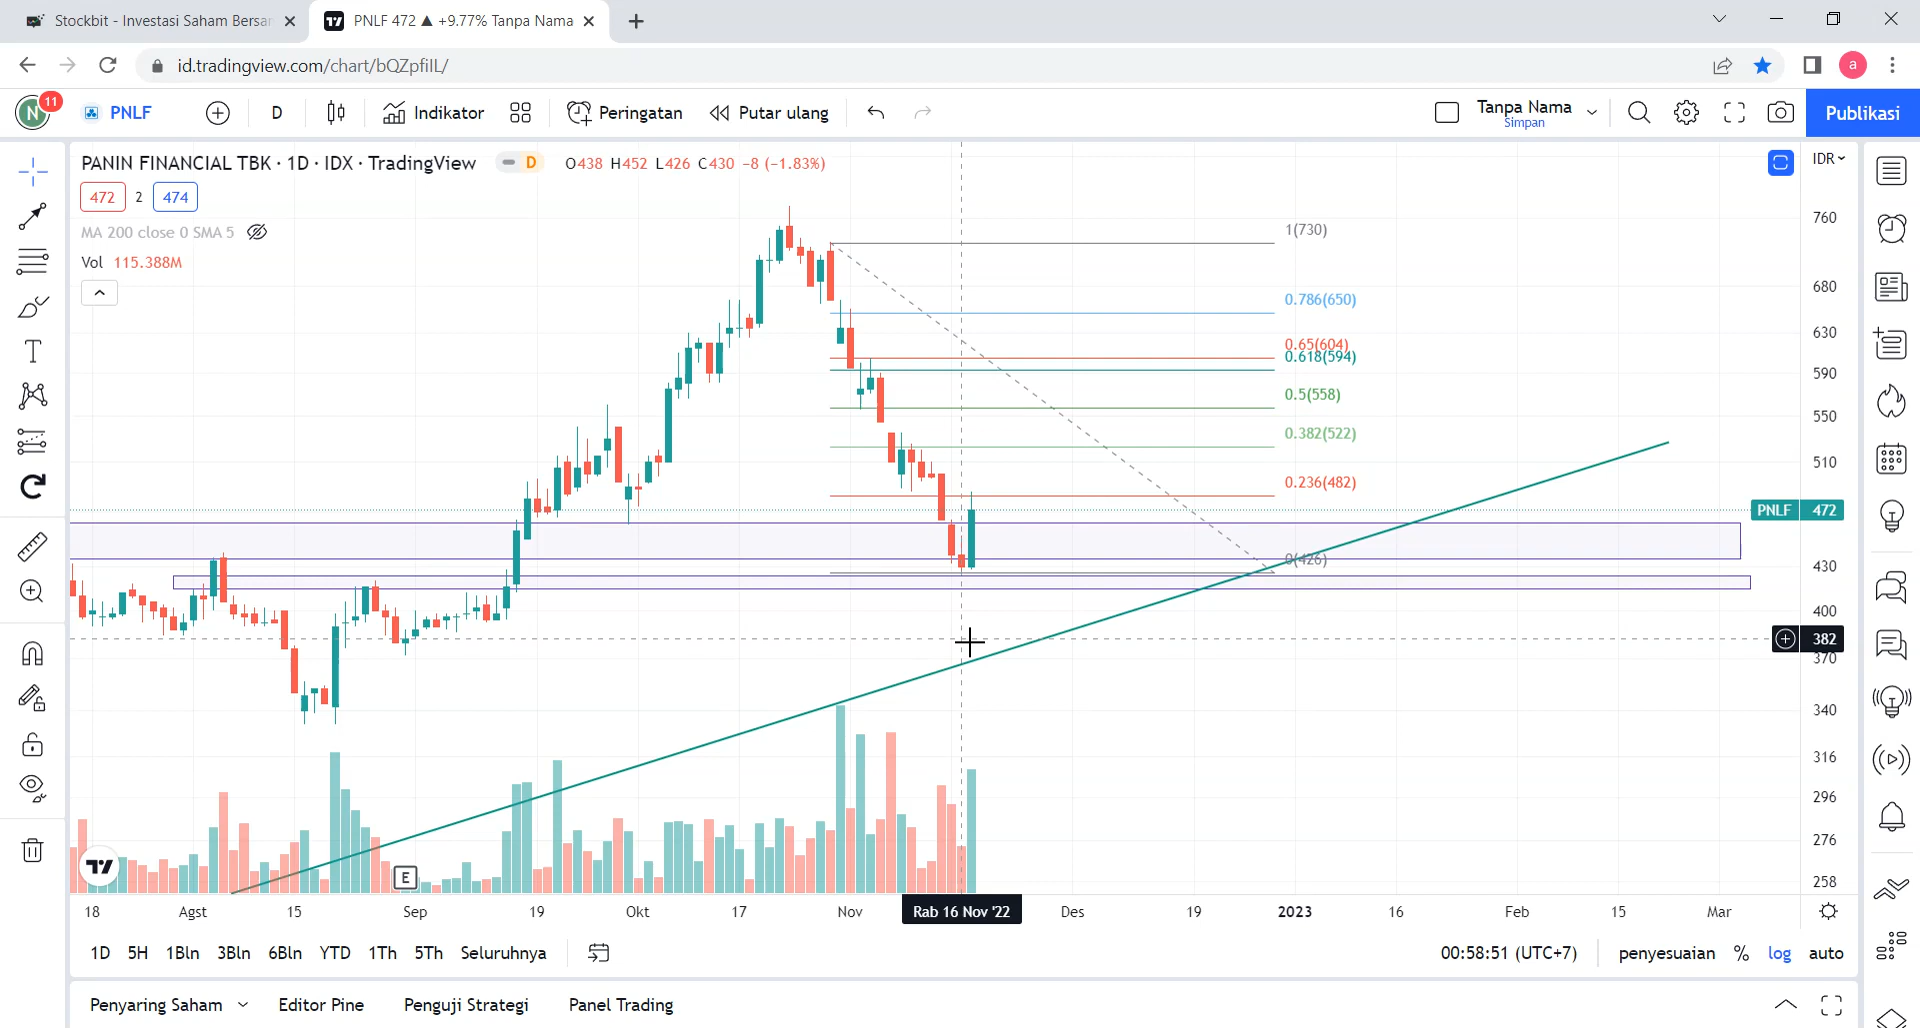 Stockbit - Investasi Saham Bersar
PNLF 472 ▲ +9.77% Tanpa Nama
id.tradingview.com/chart/bQZpfiIL/
a
N
11
PNLF
D
Indikator
Peringatan
Putar ulang
Tanpa Nama
Simpan
Publikasi
PANIN FINANCIAL TBK · 1D · IDX · TradingView
D
O438 H452 L426 C430 −8 (−1.83%)
IDR
472
2
474
MA 200 close 0 SMA 5
Vol 115.388M
1(730)
0.786(650)
0.65(604)
0.618(594)
0.5(558)
0.382(522)
0.236(482)
0(426)
760
680
630
590
550
510
PNLF 472
430
400
382
370
340
316
296
276
258
E
18
Agst
15
Sep
19
Okt
17
Nov
Rab 16 Nov '22
Des
19
2023
16
Feb
15
Mar
1D 5H 1Bln 3Bln 6Bln YTD 1Th 5Th Seluruhnya
00:58:51 (UTC+7)
penyesuaian % log auto
Penyaring Saham
Editor Pine
Penguji Strategi
Panel Trading